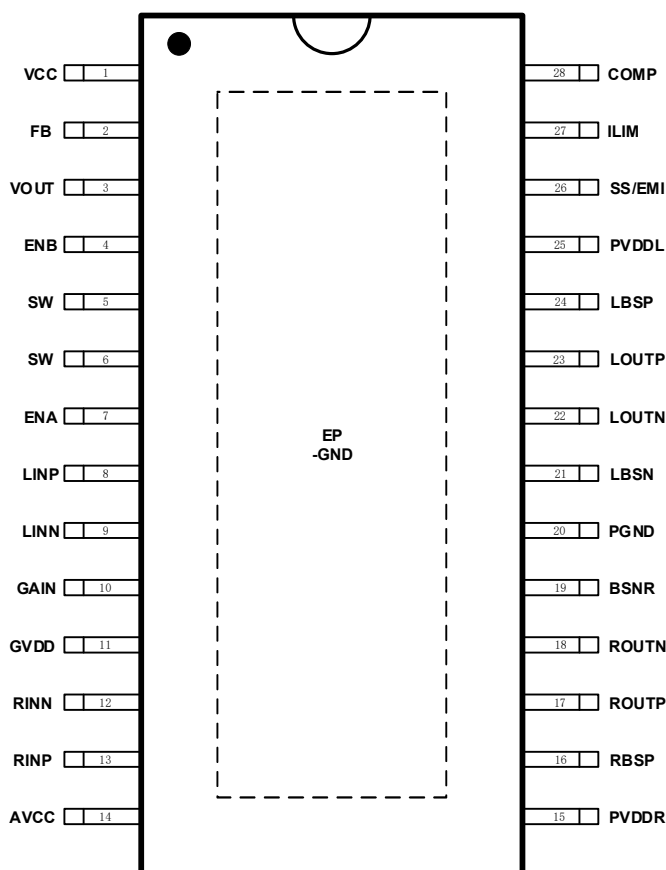 VCC 1 28 COMP
FB 2 27 ILIM
VOUT 3 26 SS/EMI
ENB 4 25 PVDDL
SW 5 24 LBSP
SW 6 23 LOUTP
ENA 7 22 LOUTN
EP
-GND
LINP 8 21 LBSN
LINN 9 20 PGND
GAIN 10 19 BSNR
GVDD 11 18 ROUTN
RINN 12 17 ROUTP
RINP 13 16 RBSP
AVCC 14 15 PVDDR